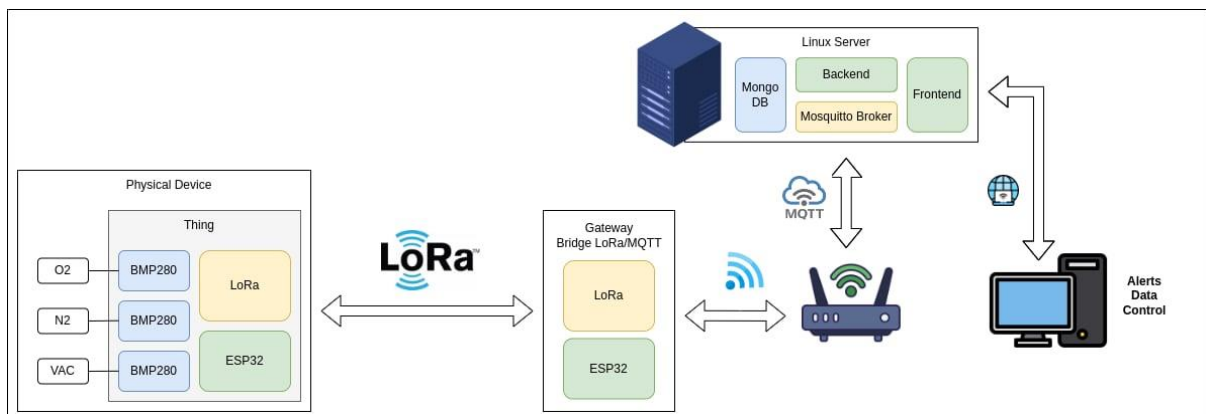 Linux Server
Mongo
DB
Backend
Mosquitto Broker
Frontend
MQTT
Physical Device
Thing
O2
BMP280
LoRa
N2
BMP280
VAC
BMP280
ESP32
LoRa™
Gateway
Bridge LoRa/MQTT
LoRa
ESP32
Alerts
Data
Control